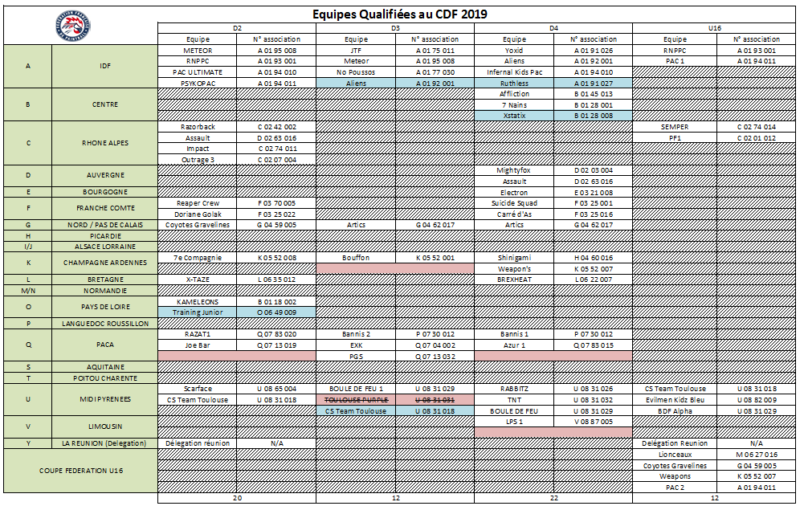 Equipes Qualifiées au CDF 2019
D2 D3 D4 U16
Equipe N° association Equipe N° association Equipe N° association Equipe N° association
A IDF
METEOR A 01 95 008 JTF A 01 75 011 Yoxid A 01 91 026 RNPPC A 01 93 001
RNPPC A 01 93 001 Meteor A 01 95 008 Aliens A 01 92 001 PAC 1 A 01 94 011
PAC ULTIMATE A 01 94 010 No Poussos A 01 77 030 Infernal Kids Pac A 01 94 010
PSYKOPAC A 01 94 011 Aliens A 01 92 001 Ruthless A 01 91 027
B CENTRE
Affliction B 01 45 013
7 Nains B 01 28 001
Xstatix B 01 28 008
C RHONE ALPES
Razorback C 02 42 002 SEMPER C 02 74 014
Assault D 02 63 016 PF1 C 02 01 012
Impact C 02 74 011
Outrage 3 C 02 07 004
D AUVERGNE
Mightyfox D 02 03 004
Assault D 02 63 016
E BOURGOGNE Electron E 03 21 008
F FRANCHE COMTE
Reaper Crew F 03 70 005 Suicide Squad F 03 25 001
Doriane Golak F 03 25 022 Carré d'As F 03 25 016
G NORD / PAS DE CALAIS Coyotes Gravelines G 04 59 005 Artics G 04 62 017 Artics G 04 62 017
H PICARDIE
I/J ALSACE LORRAINE
K CHAMPAGNE ARDENNES
7e Compagnie K 05 52 008 Bouffon K 05 52 001 Shinigami H 04 60 016
Weapon's K 05 52 007
L BRETAGNE X-TAZE L 06 35 012 BREXHEAT L 06 22 007
M/N NORMANDIE
O PAYS DE LOIRE
KAMELEONS B 01 18 002
Training Junior O 06 49 009
P LANGUEDOC ROUSSILLON
Q PACA
RAZAT1 Q 07 83 020 Bannis 2 P 07 30 012 Bannis 1 P 07 30 012
Joe Bar Q 07 13 019 EXK Q 07 04 002 Azur 1 Q 07 83 015
PGS Q 07 13 032
S AQUITAINE
T POITOU CHARENTE
U MIDI PYRENEES
Scarface U 08 65 004 BOULE DE FEU 1 U 08 31 029 RABBITZ U 08 31 026 CS Team Toulouse U 08 31 018
CS Team Toulouse U 08 31 018 TOULOUSE PURPLE U 08 31 031 TNT U 08 31 032 Evilmen Kidz Bleu U 08 82 009
CS Team Toulouse U 08 31 018 BOULE DE FEU U 08 31 029 BDF Alpha U 08 31 029
V LIMOUSIN
LPS 1 V 08 87 005
Y LA REUNION (Delegation) Délegation réunion N/A Delégation Reunion N/A
COUPE FEDERATION U16
Lionceaux M 06 27 016
Coyotes Gravelines G 04 59 005
Weapons K 05 52 007
PAC 2 A 01 94 011
20 12 22 12